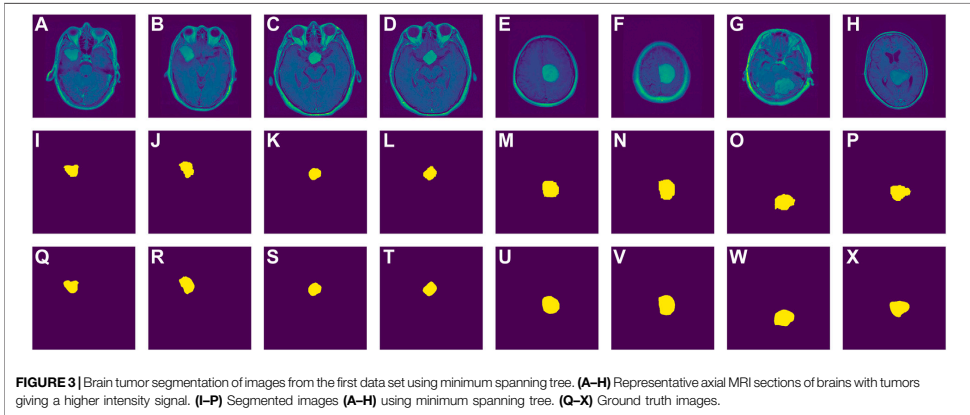 A B C D E F G H
I J K L M N O P
Q R S T U V W X
FIGURE 3 | Brain tumor segmentation of images from the first data set using minimum spanning tree. (A–H) Representative axial MRI sections of brains with tumors
giving a higher intensity signal. (I–P) Segmented images (A–H) using minimum spanning tree. (Q–X) Ground truth images.